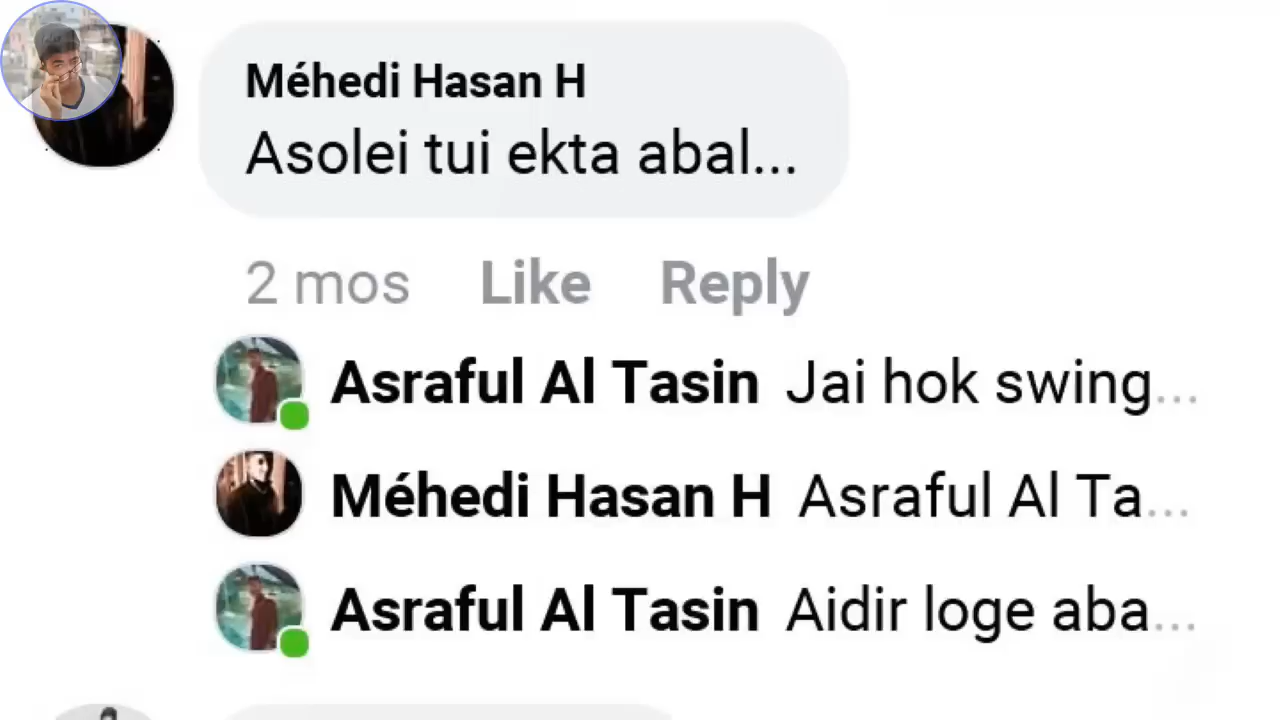 Méhedi Hasan H
Asolei tui ekta abal...
2 mos Like Reply
Asraful Al Tasin Jai hok swing...
Méhedi Hasan H Asraful Al Ta...
Asraful Al Tasin Aidir loge aba...